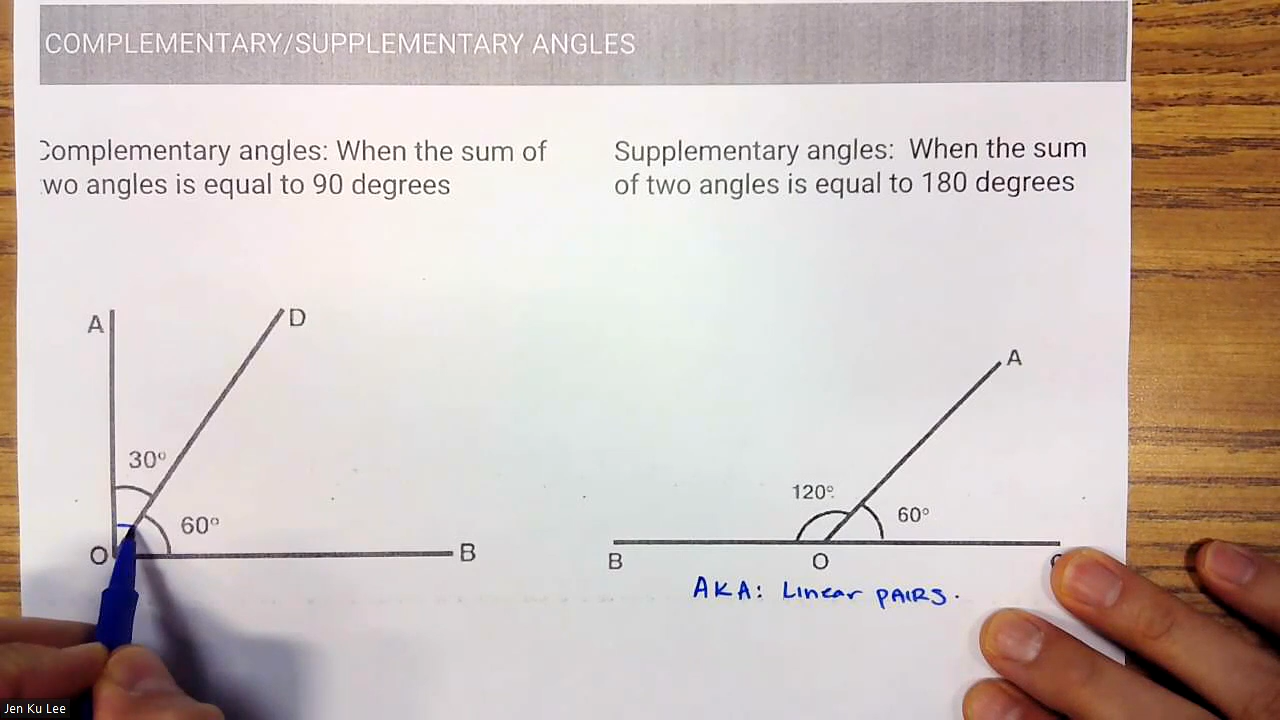 COMPLEMENTARY/SUPPLEMENTARY ANGLES
Complementary angles: When the sum of
two angles is equal to 90 degrees
Supplementary angles: When the sum
of two angles is equal to 180 degrees
A
D
30°
60°
O
B
A
120°
60°
B
O
AKA: Linear PAIRS.
Jen Ku Lee